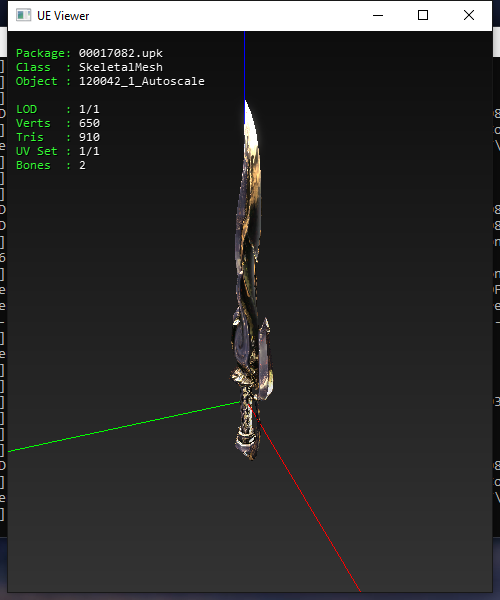 UE Viewer
Package: 00017082.upk
Class : SkeletalMesh
Object : 120042_1_Autoscale
LOD : 1/1
Verts : 650
Tris : 910
UV Set : 1/1
Bones : 2